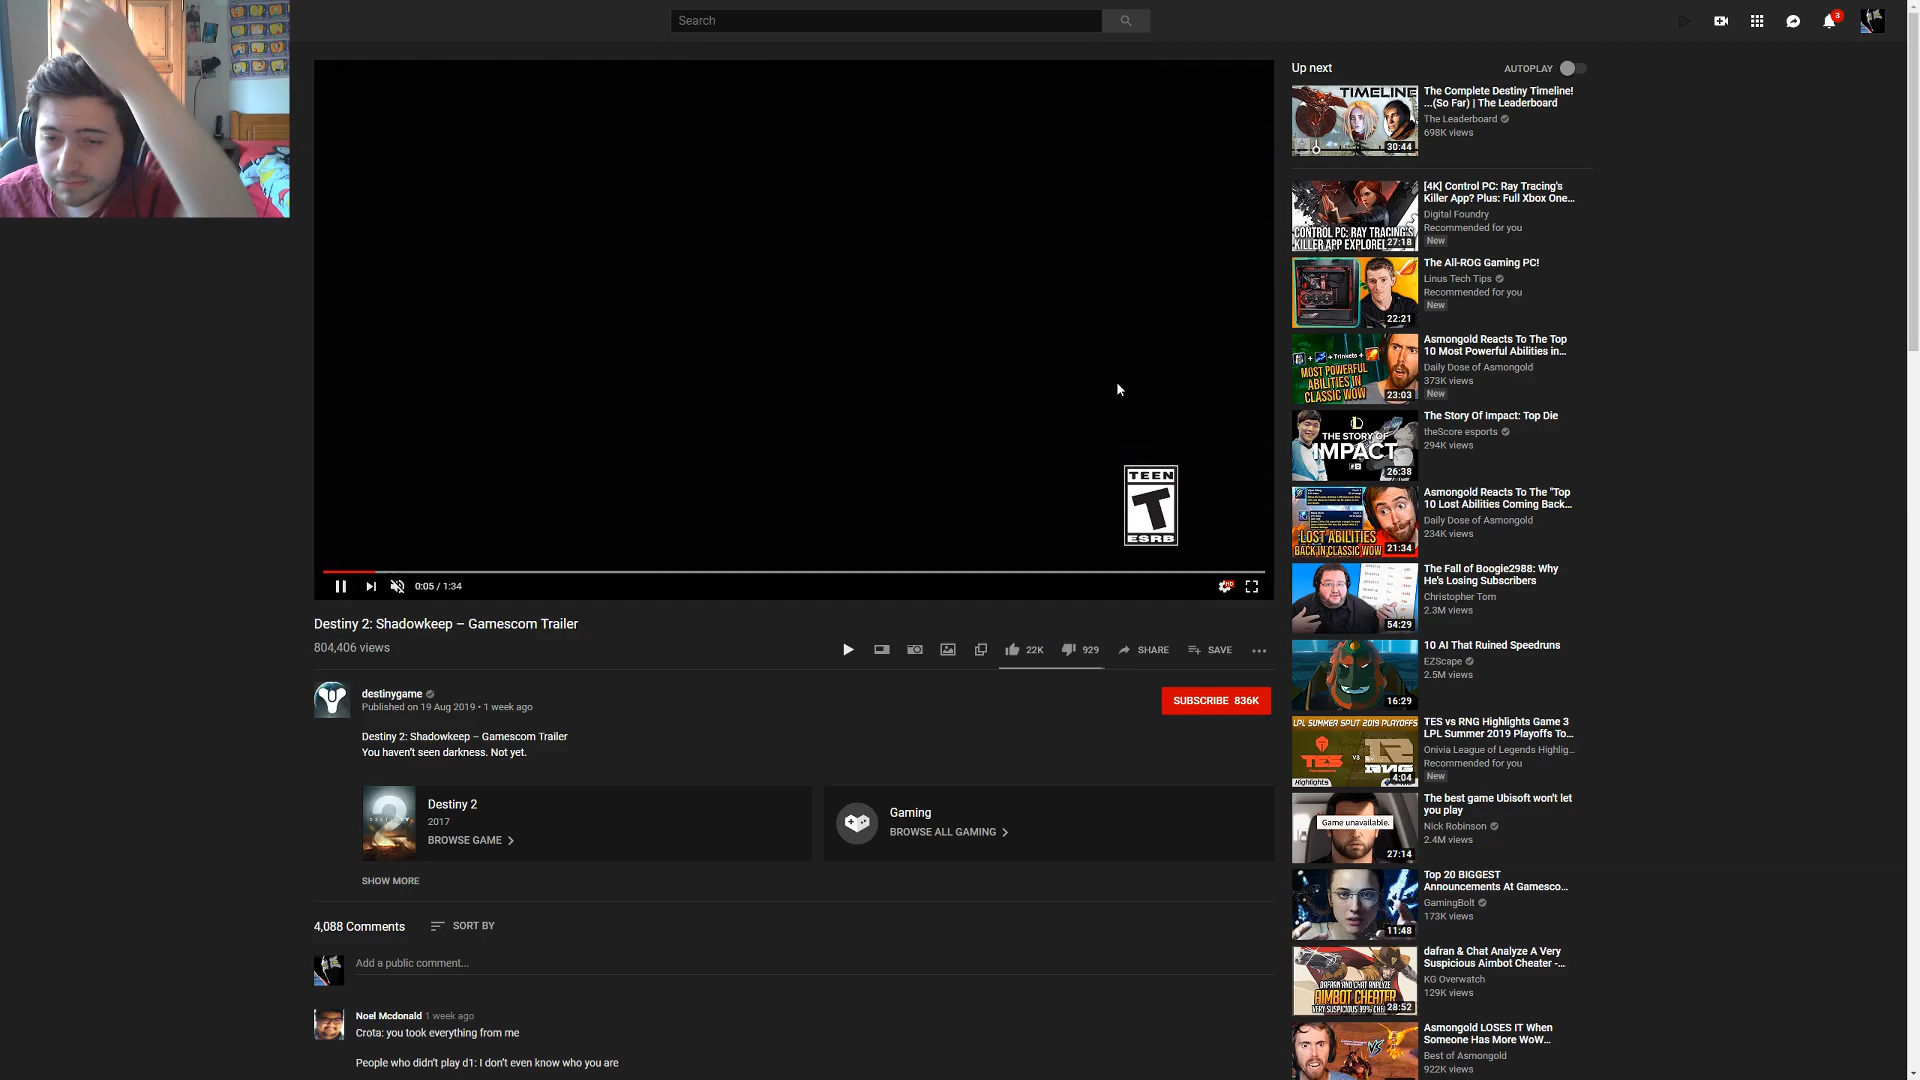 Search
3
TEEN
T
ESRB
0:05 / 1:34
HD
Destiny 2: Shadowkeep – Gamescom Trailer
804,406 views
22K
929
SHARE
SAVE
destinygame
Published on 19 Aug 2019 • 1 week ago
SUBSCRIBE 836K
Destiny 2: Shadowkeep – Gamescom Trailer
You haven't seen darkness. Not yet.
Destiny 2
2017
BROWSE GAME
Gaming
BROWSE ALL GAMING
SHOW MORE
4,088 Comments
SORT BY
Add a public comment...
Noel Mcdonald 1 week ago
Crota: you took everything from me
People who didn't play d1: I don't even know who you are
Up next
AUTOPLAY
TIMELINE
30:44
The Complete Destiny Timeline!
...(So Far) | The Leaderboard
The Leaderboard
698K views
CONTROL PC: RAY TRACING'S
KILLER APP EXPLORED
27:18
[4K] Control PC: Ray Tracing's
Killer App? Plus: Full Xbox One...
Digital Foundry
Recommended for you
New
22:21
The All-ROG Gaming PC!
Linus Tech Tips
Recommended for you
New
+ Trinkets +
MOST POWERFUL
ABILITIES IN
CLASSIC WOW
23:03
Asmongold Reacts To The Top
10 Most Powerful Abilities in...
Daily Dose of Asmongold
373K views
New
THE STORY OF
IMPACT
26:38
The Story Of Impact: Top Die
theScore esports
294K views
LOST ABILITIES
BACK IN CLASSIC WOW
21:34
Asmongold Reacts To The "Top
10 Lost Abilities Coming Back...
Daily Dose of Asmongold
234K views
54:29
The Fall of Boogie2988: Why
He's Losing Subscribers
Christopher Tom
2.3M views
16:29
10 AI That Ruined Speedruns
EZScape
2.5M views
LPL SUMMER SPLIT 2019 PLAYOFFS
TES
VS
RNG
Highlights
4:04
TES vs RNG Highlights Game 3
LPL Summer 2019 Playoffs To...
Onivia League of Legends Highlig...
Recommended for you
New
Game unavailable.
27:14
The best game Ubisoft won't let
you play
Nick Robinson
2.4M views
11:48
Top 20 BIGGEST
Announcements At Gamesco...
GamingBolt
173K views
DAFRAN AND CHAT ANALYZE A
AIMBOT CHEATER
28:52
dafran & Chat Analyze A Very
Suspicious Aimbot Cheater -...
KG Overwatch
129K views
VS
Asmongold LOSES IT When
Someone Has More WoW...
Best of Asmongold
922K views